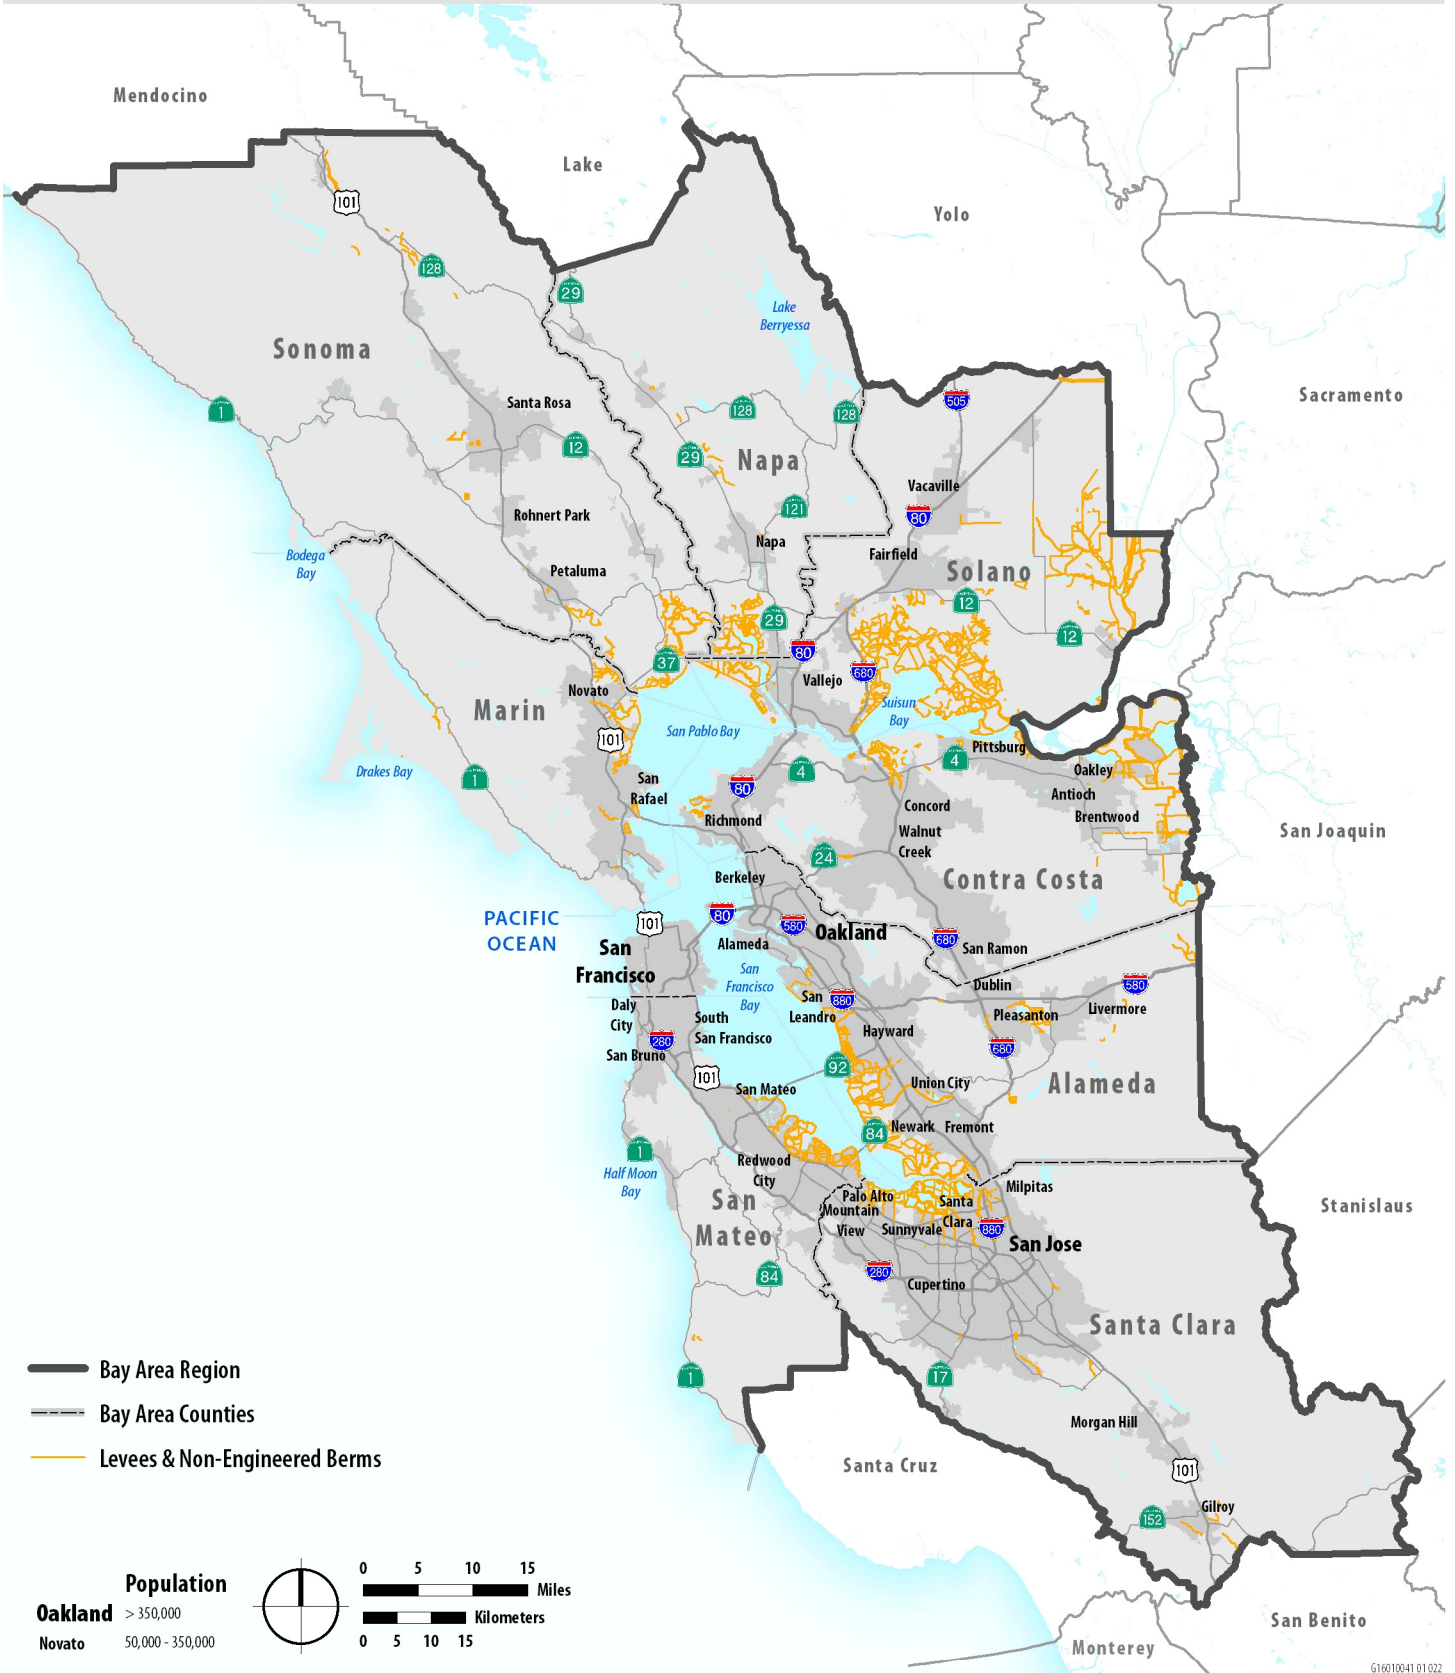 Mendocino
Lake
Yolo
101
128
29
Lake
Berryessa
Sonoma
Sacramento
505
Santa Rosa
1
128
128
12
29
Napa
Vacaville
121
80
Rohnert Park
Napa
Fairfield
Bodega
Bay
Petaluma
Solano
12
29
12
80
37
680
Vallejo
Novato
Suisun
Bay
Marin
San Pablo Bay
101
Pittsburg
4
Drakes Bay
1
San
Rafael
4
Oakley
80
Antioch
Concord
Richmond
Brentwood
Walnut
Creek
San Joaquin
24
Berkeley
Contra Costa
PACIFIC
OCEAN
101
80
580
Oakland
Alameda
680
San Ramon
San
Francisco
San
Francisco
Bay
Dublin
580
San
Leandro
880
Daly
City
South
San Francisco
Pleasanton
Livermore
Hayward
280
San Bruno
680
92
101
San Mateo
Union City
Alameda
84
Newark
Fremont
1
Half Moon
Bay
Redwood
City
Milpitas
San
Mateo
Palo Alto
Mountain
View
Santa
Clara
Sunnyvale
880
Stanislaus
San Jose
84
280
Cupertino
Santa Clara
1
17
Morgan Hill
Santa Cruz
101
Gilroy
152
San Benito
Monterey
Bay Area Region
Bay Area Counties
Levees & Non-Engineered Berms
Population
Oakland > 350,000
Novato 50,000 - 350,000
0 5 10 15
Miles
Kilometers
0 5 10 15
G16010041 01 022